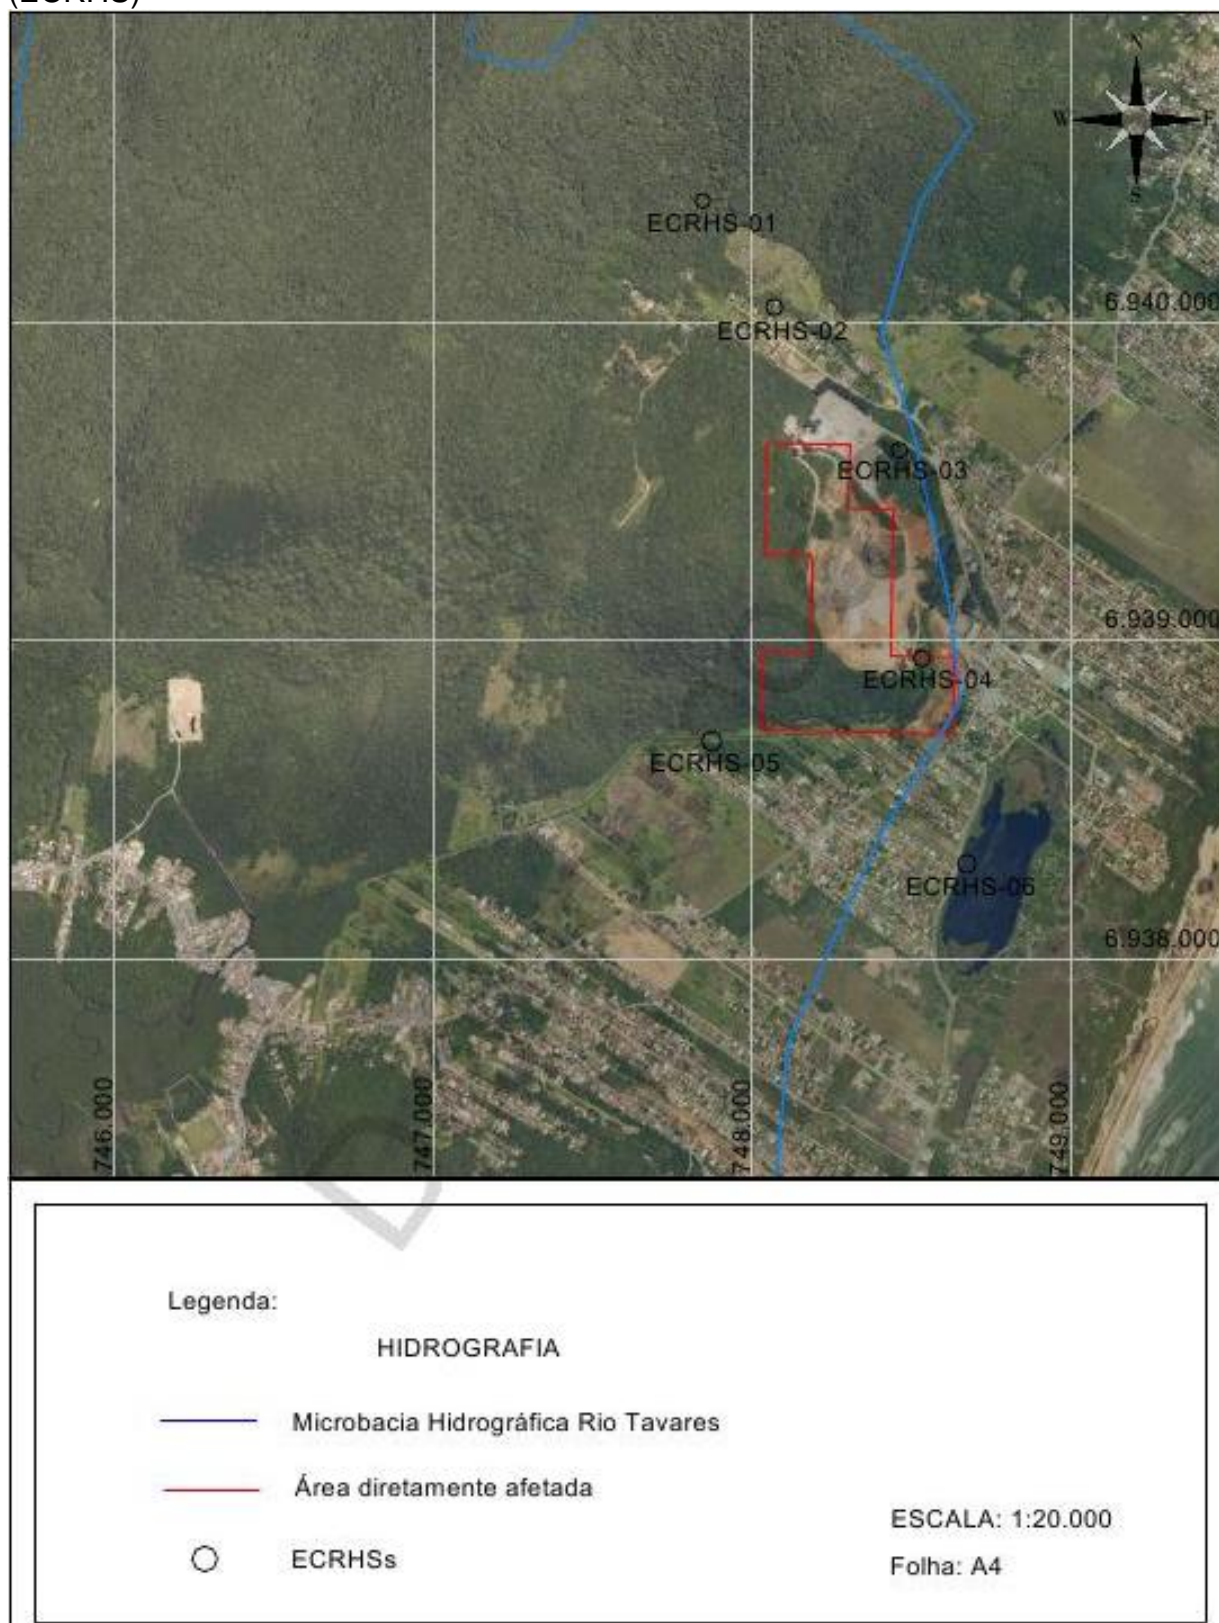 (ECRHS)
N
W
E
S
ECRHS-01
6.940.000
ECRHS-02
ECRHS-03
6.939.000
ECRHS-04
ECRHS-05
ECRHS-06
6.938.000
746.000
747.000
748.000
749.000
Legenda:
HIDROGRAFIA
Microbacia Hidrográfica Rio Tavares
Área diretamente afetada
ECRHSs
ESCALA: 1:20.000
Folha: A4